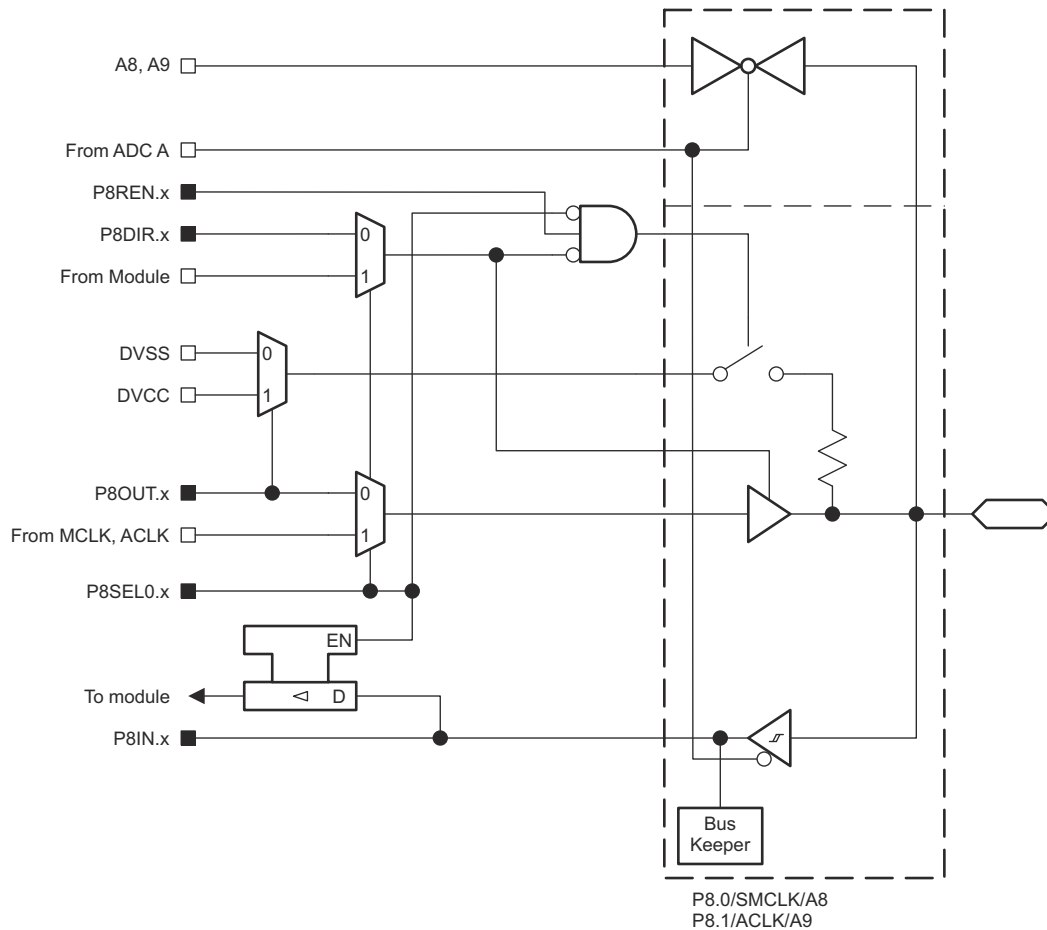 A8, A9
From ADC A
P8REN.x
P8DIR.x
0
From Module
1
DVSS
0
DVCC
1
P8OUT.x
0
From MCLK, ACLK
1
P8SEL0.x
EN
To module
D
P8IN.x
Bus
Keeper
P8.0/SMCLK/A8
P8.1/ACLK/A9